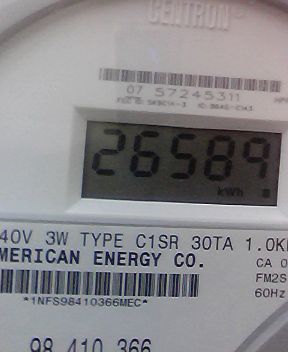 CENTRON®
07 57245311
26589
kWh
40V 3W TYPE C1SR 30TA 1.0K
MERICAN ENERGY CO.
CA 0
FM2S
60Hz
*1NFS98410366MEC*
98 410 366